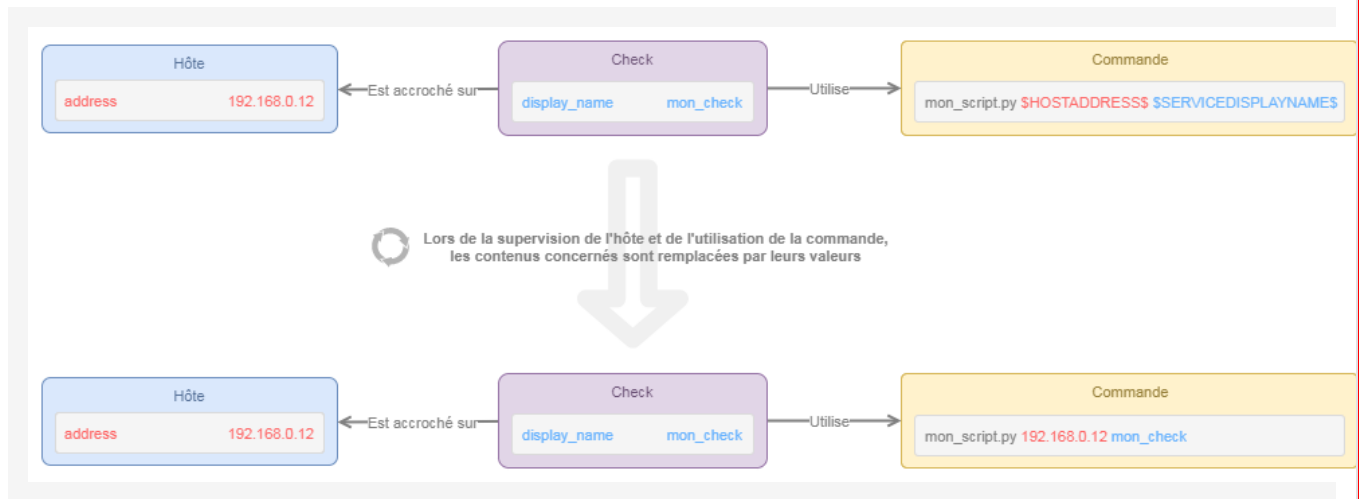 Hôte
address 192.168.0.12
Est accroché sur
Check
display_name mon_check
Utilise
Commande
mon_script.py $HOSTADDRESS$ $SERVICEDISPLAYNAME$
Lors de la supervision de l'hôte et de l'utilisation de la commande,
les contenus concernés sont remplacées par leurs valeurs
Hôte
address 192.168.0.12
Est accroché sur
Check
display_name mon_check
Utilise
Commande
mon_script.py 192.168.0.12 mon_check